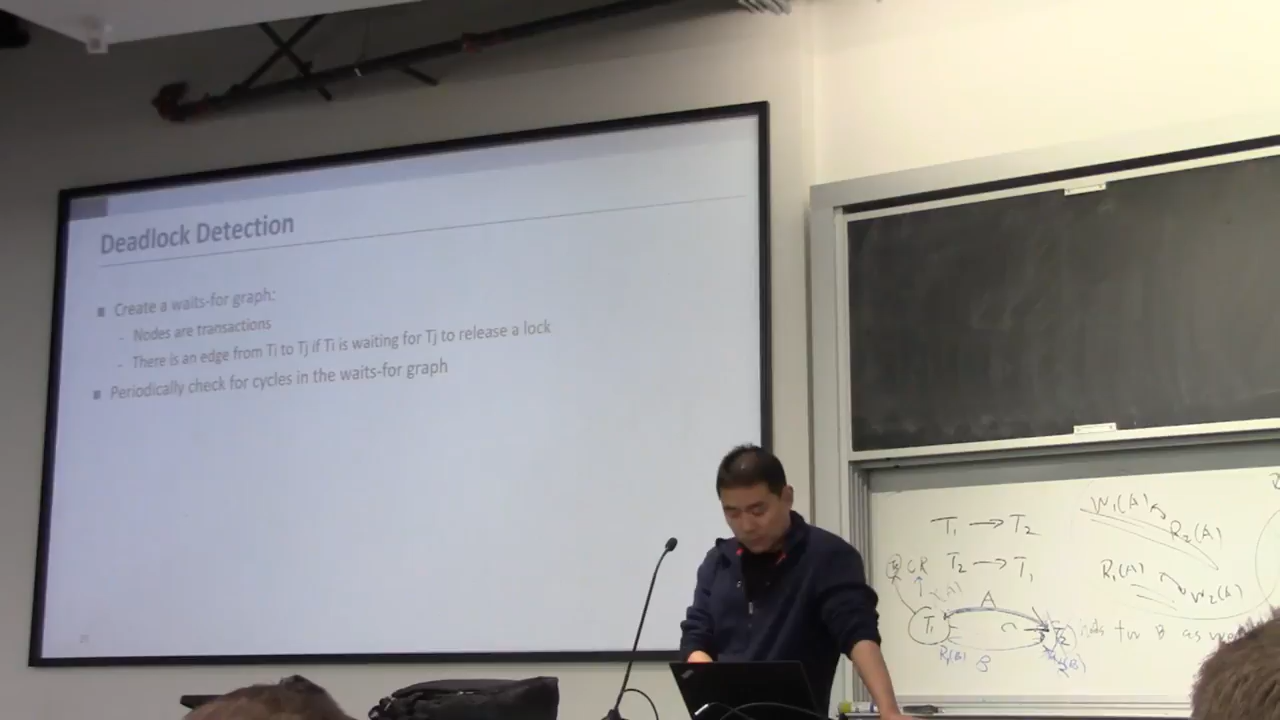 Deadlock Detection
Create a waits-for graph:
- Nodes are transactions
- There is an edge from Ti to Tj if Ti is waiting for Tj to release a lock
Periodically check for cycles in the waits-for graph
T₁ → T₂
T₂ → T₁
W₁(A)
R₂(A)
R₁(A)
W₂(A)
A
T₁
B
B as